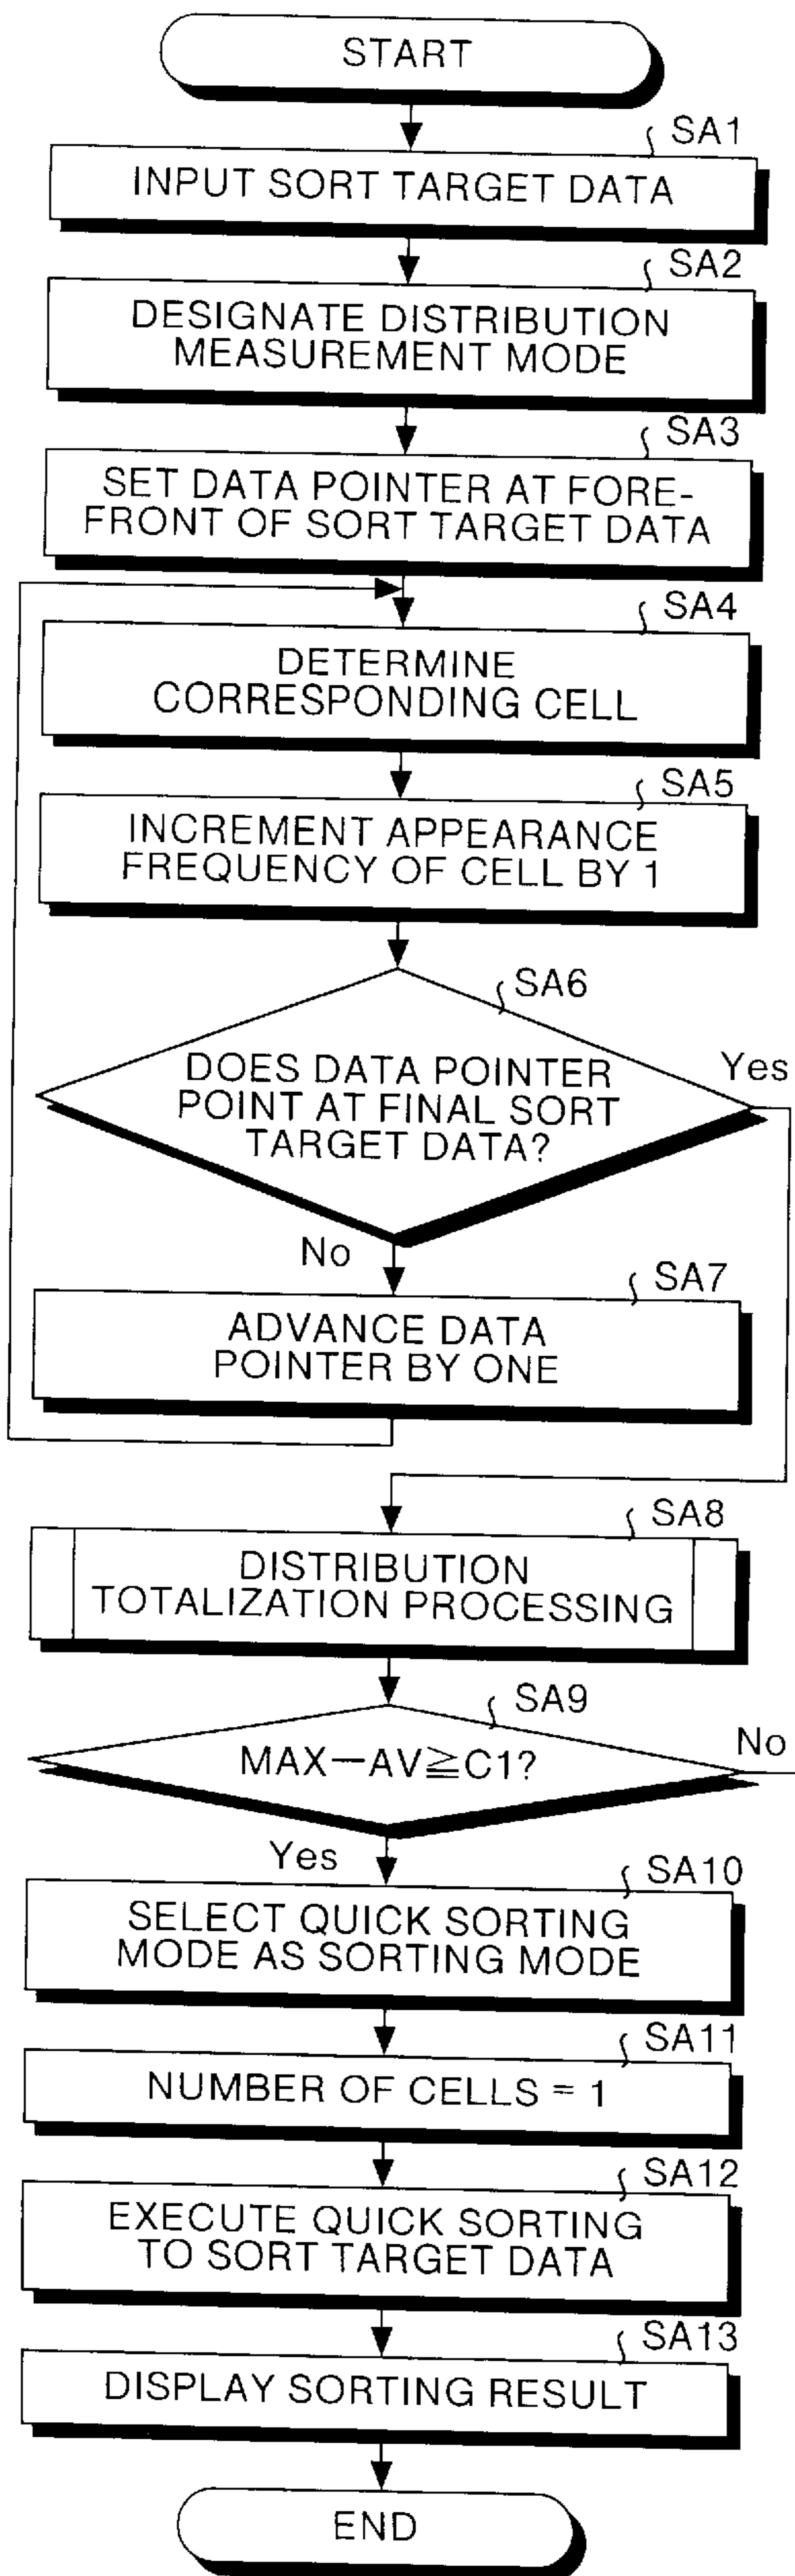 START
SA1
INPUT SORT TARGET DATA
SA2
DESIGNATE DISTRIBUTION
MEASUREMENT MODE
SA3
SET DATA POINTER AT FORE-
FRONT OF SORT TARGET DATA
SA4
DETERMINE
CORRESPONDING CELL
SA5
INCREMENT APPEARANCE
FREQUENCY OF CELL BY 1
SA6
DOES DATA POINTER
POINT AT FINAL SORT
TARGET DATA?
Yes
No
SA7
ADVANCE DATA
POINTER BY ONE
SA8
DISTRIBUTION
TOTALIZATION PROCESSING
SA9
MAX－AV≧C1?
No
Yes
SA10
SELECT QUICK SORTING
MODE AS SORTING MODE
SA11
NUMBER OF CELLS = 1
SA12
EXECUTE QUICK SORTING
TO SORT TARGET DATA
SA13
DISPLAY SORTING RESULT
END